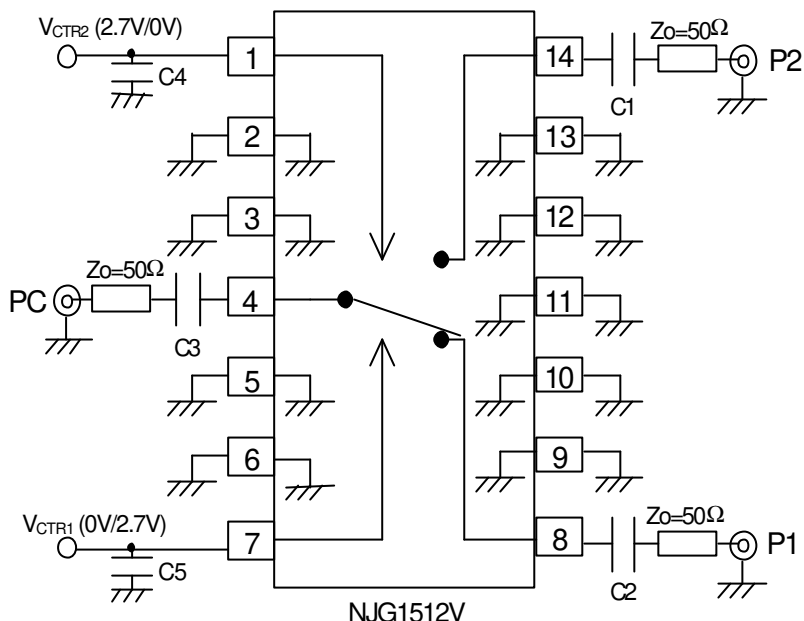 VCTR2 (2.7V/0V)
C4
1
2
3
Zo=50Ω
PC
C3
4
5
6
VCTR1 (0V/2.7V)
C5
7
14
C1
Zo=50Ω
P2
13
12
11
10
9
8
C2
Zo=50Ω
P1
NJG1512V